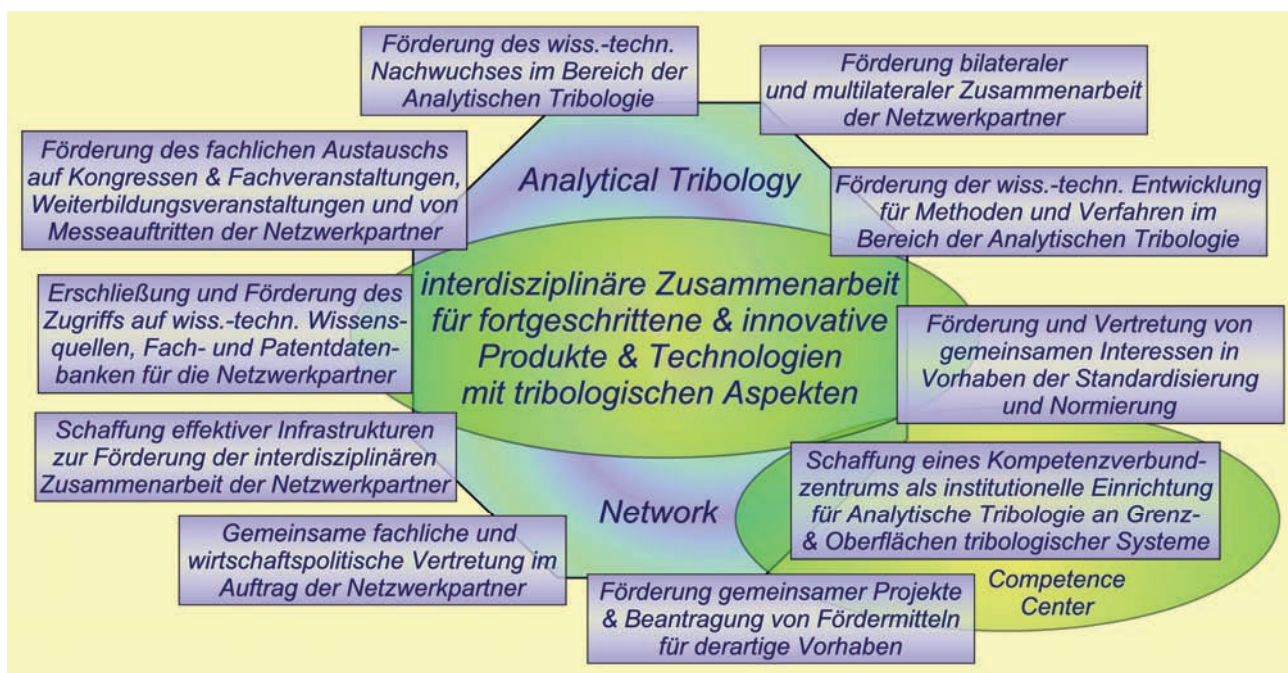 Förderung des wiss.-techn.
Nachwuchses im Bereich der
Analytischen Tribologie
Förderung bilateraler
und multilateraler Zusammenarbeit
der Netzwerkpartner
Förderung des fachlichen Austauschs
auf Kongressen & Fachveranstaltungen,
Weiterbildungsveranstaltungen und von
Messeauftritten der Netzwerkpartner
Analytical Tribology
Förderung der wiss.-techn. Entwicklung
für Methoden und Verfahren im
Bereich der Analytischen Tribologie
Erschließung und Förderung des
Zugriffs auf wiss.-techn. Wissens-
quellen, Fach- und Patentdaten-
banken für die Netzwerkpartner
interdisziplinäre Zusammenarbeit
für fortgeschrittene & innovative
Produkte & Technologien
mit tribologischen Aspekten
Förderung und Vertretung von
gemeinsamen Interessen in
Vorhaben der Standardisierung
und Normierung
Schaffung effektiver Infrastrukturen
zur Förderung der interdisziplinären
Zusammenarbeit der Netzwerkpartner
Network
Schaffung eines Kompetenzverbund-
zentrums als institutionelle Einrichtung
für Analytische Tribologie an Grenz-
& Oberflächen tribologischer Systeme
Gemeinsame fachliche und
wirtschaftspolitische Vertretung im
Auftrag der Netzwerkpartner
Förderung gemeinsamer Projekte
& Beantragung von Fördermitteln
für derartige Vorhaben
Competence
Center